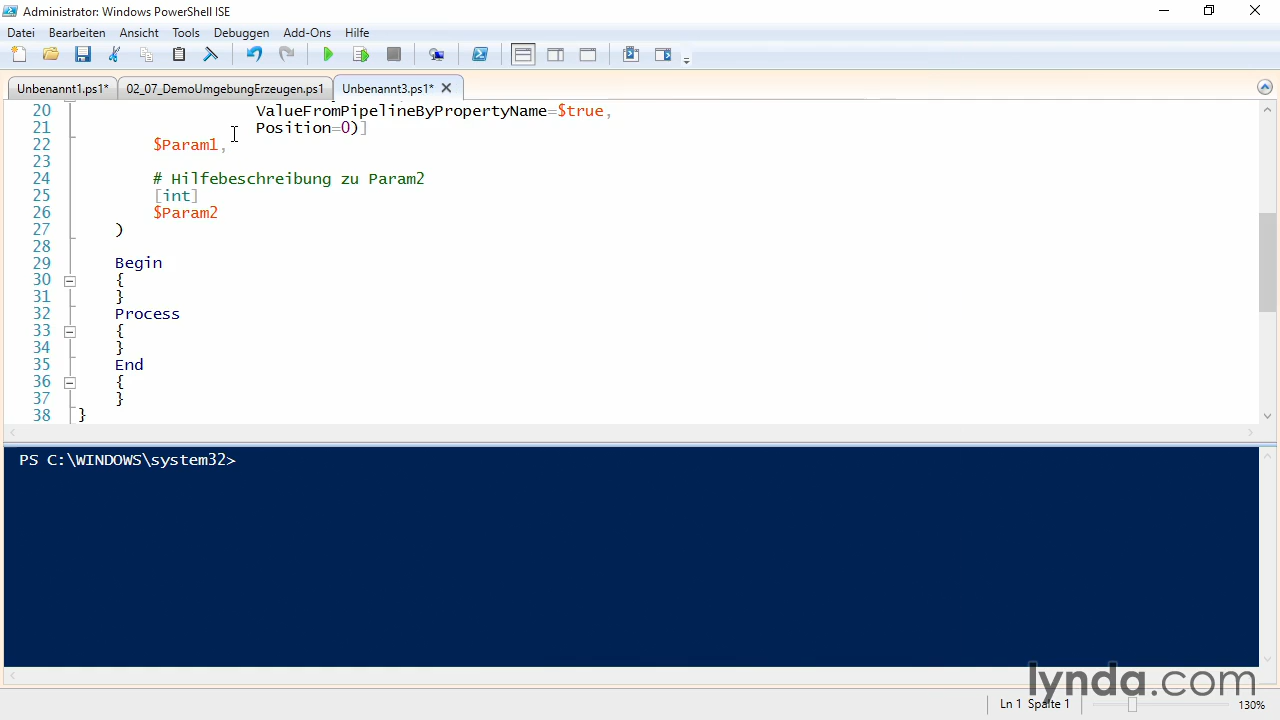 Administrator: Windows PowerShell ISE
Datei Bearbeiten Ansicht Tools Debuggen Add-Ons Hilfe
Unbenannt1.ps1* 02_07_DemoUmgebungErzeugen.ps1 Unbenannt3.ps1*
20 ValueFromPipelineByPropertyName=$true,
21 Position=0)]
22 $Param1,
23
24 # Hilfebeschreibung zu Param2
25 [int]
26 $Param2
27 )
28
29 Begin
30 {
31 }
32 Process
33 {
34 }
35 End
36 {
37 }
38 }
PS C:\WINDOWS\system32>
lynda.com
Ln 1 Spalte 1 130%